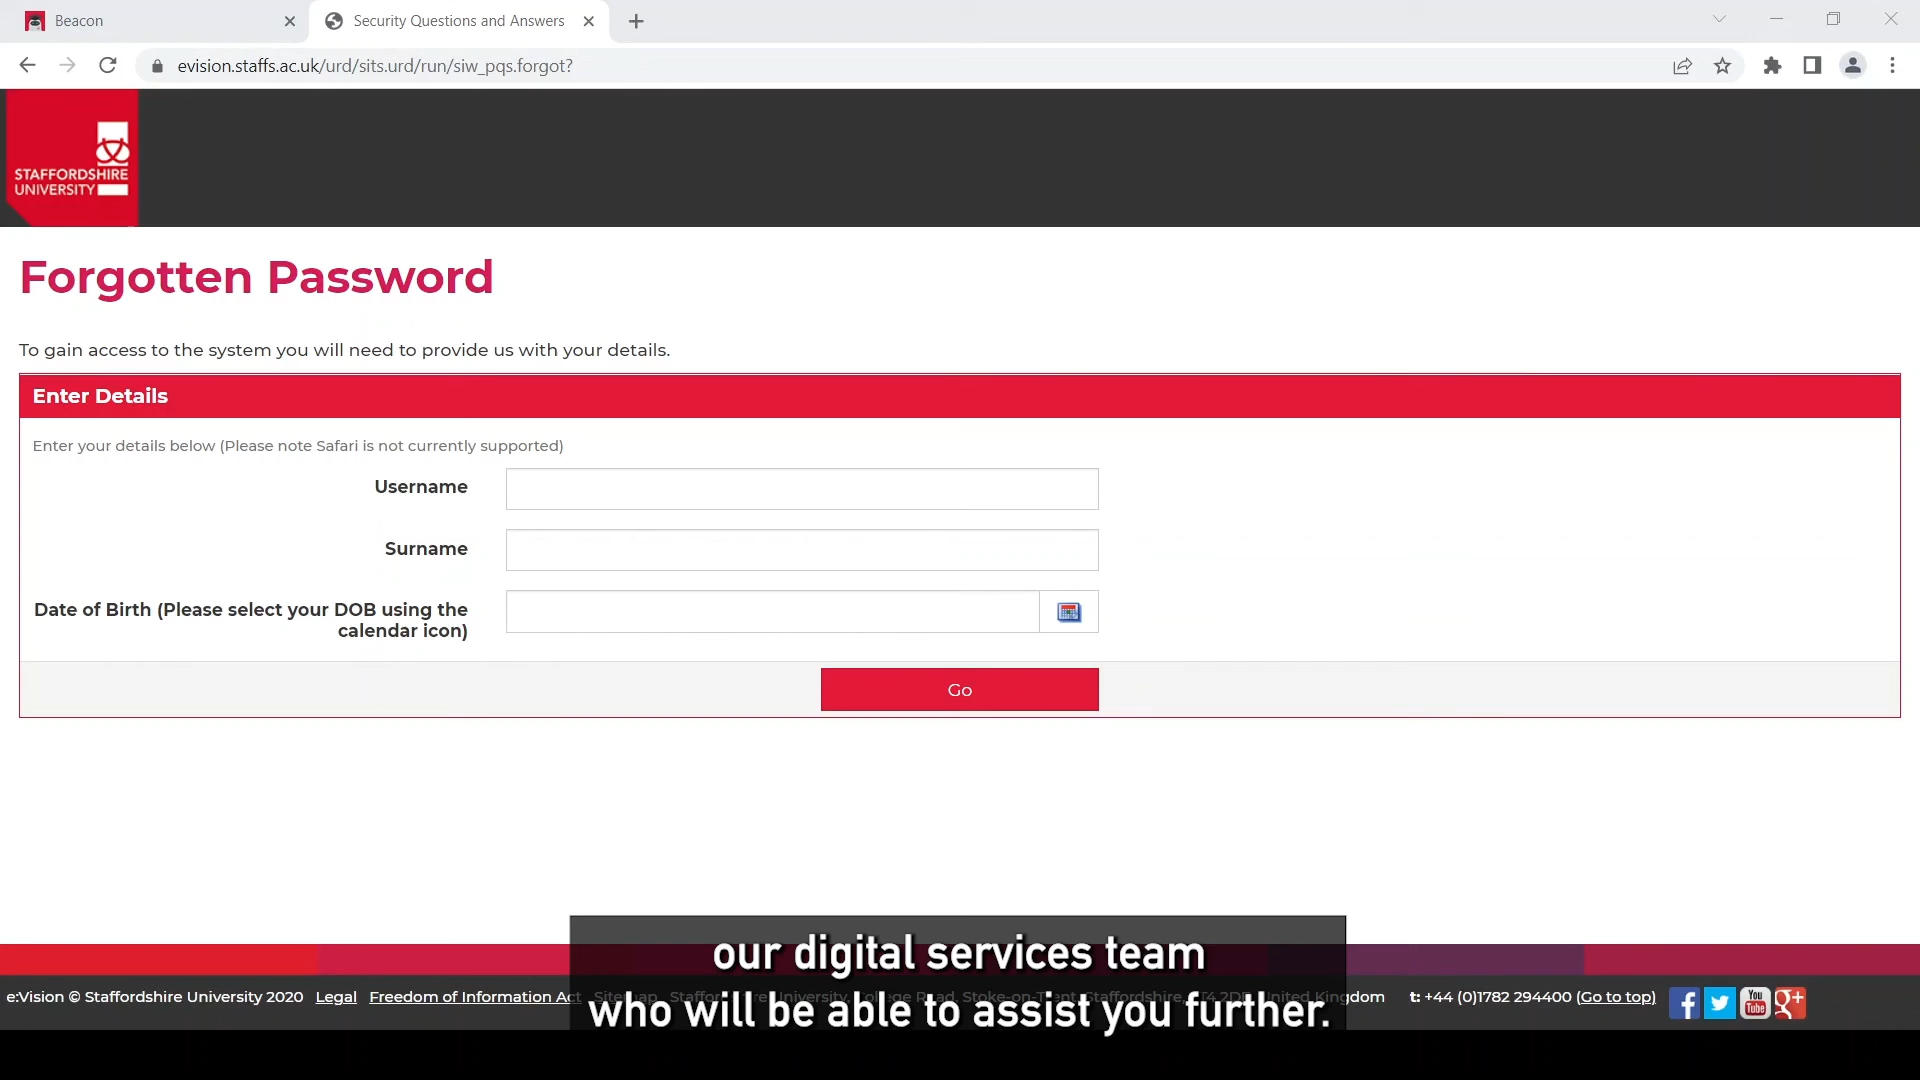 Beacon
Security Questions and Answers
evision.staffs.ac.uk/urd/sits.urd/run/siw_pqs.forgot?
STAFFORDSHIRE
UNIVERSITY
Forgotten Password
To gain access to the system you will need to provide us with your details.
Enter Details
Enter your details below (Please note Safari is not currently supported)
Username
Surname
Date of Birth (Please select your DOB using the
calendar icon)
Go
our digital services team
who will be able to assist you further.
e:Vision © Staffordshire University 2020 Legal Freedom of Information Act Kingdom t: +44 (0)1782 294400 (Go to top)
You
Tube